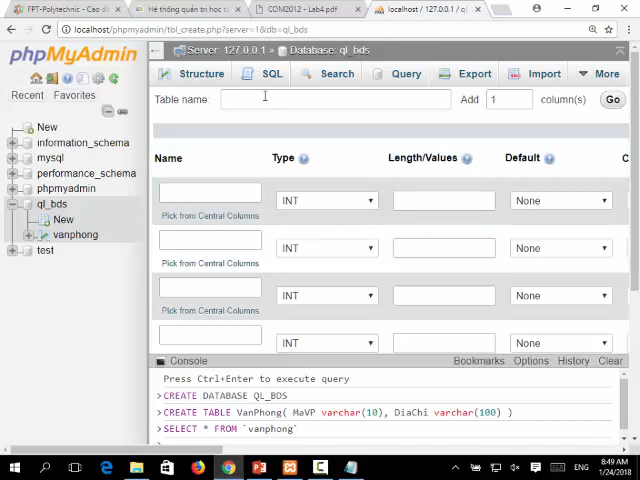 FPT-Polytechnic - Cơ
Hệ thống quản trị học tậ
COM2012 - Lab4.pdf
localhost / 127.0.0.1 / ql_b
localhost/phpmyadmin/tbl_create.php?server=1&db=ql_bds
phpMyAdmin
Recent Favorites
New
information_schema
mysql
performance_schema
phpmyadmin
ql_bds
New
vanphong
test
Server: 127.0.0.1 » Database: ql_bds
Structure SQL Search Query Export Import More
Table name Add 1 column(s) Go
Name Type Length/Values Default C
INT None
Pick from Central Columns
INT None
Pick from Central Columns
INT None
Pick from Central Columns
INT None
Console Bookmarks Options History Clear
Press Ctrl+Enter to execute query
>CREATE DATABASE QL_BDS
>CREATE TABLE VanPhong( MaVP varchar(10), DiaChi varchar(100) )
>SELECT * FROM `vanphong`
ENG
8:49 AM
1/24/2018